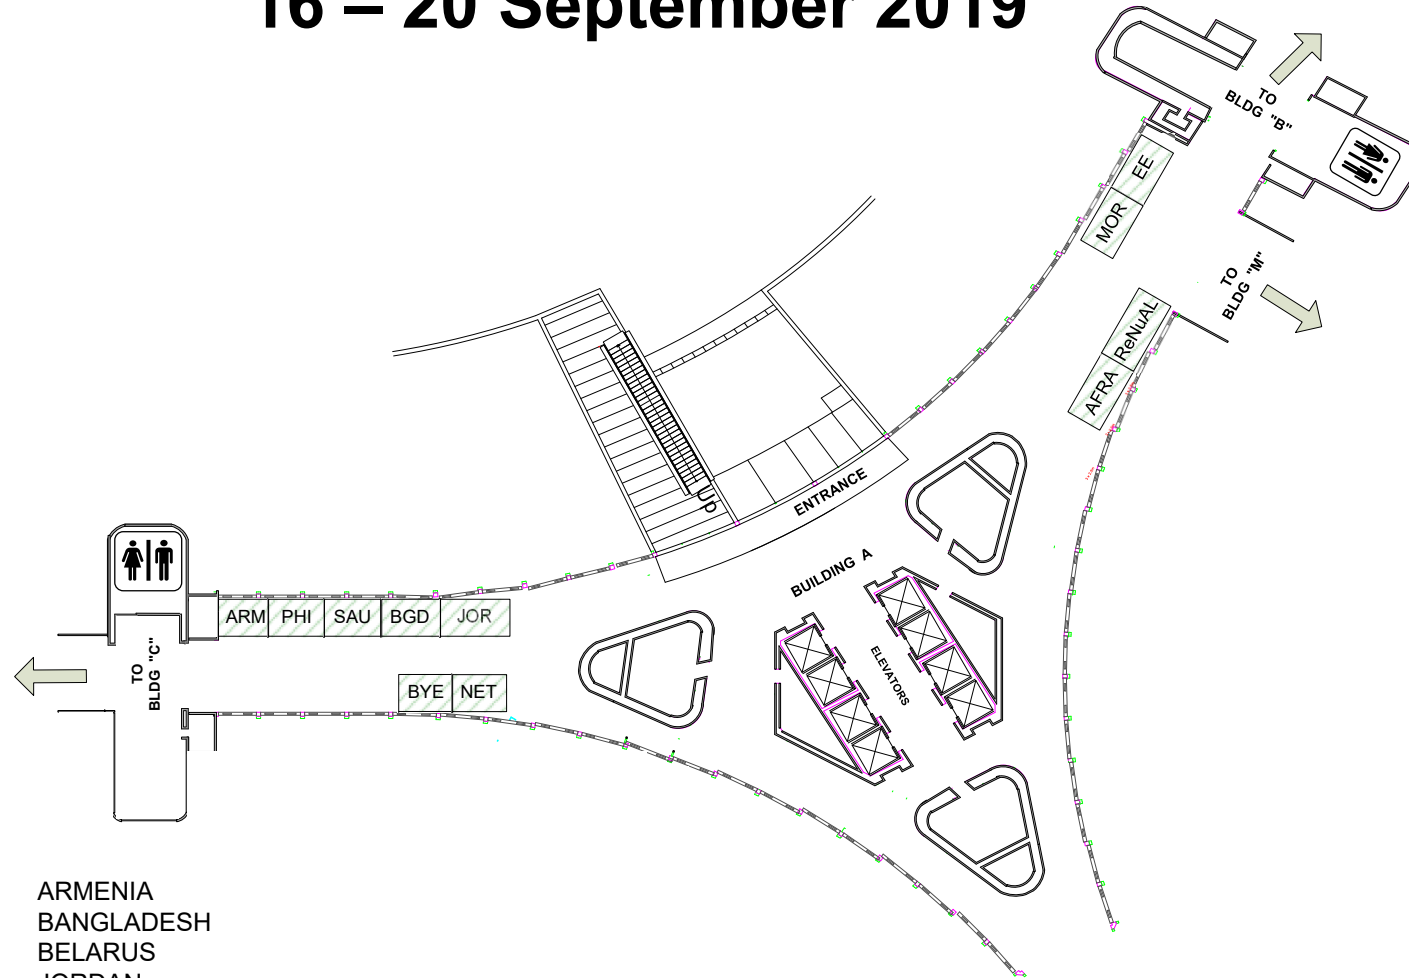 16 – 20 September 2019
TO
BLDG "B"
EE
MOR
TO
BLDG "M"
ReNuAL
AFRA
Up
ENTRANCE
BUILDING A
ELEVATORS
ARM PHI SAU BGD JOR
TO
BLDG "C"
BYE NET
ARMENIA
BANGLADESH
BELARUS
JORDAN